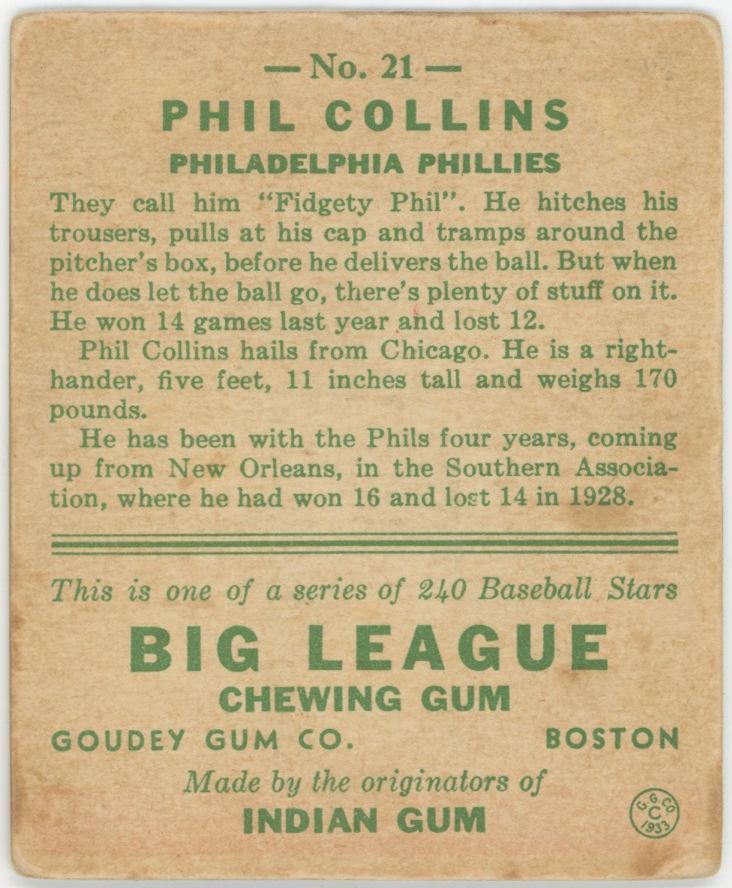 — No. 21 —
PHIL COLLINS
PHILADELPHIA PHILLIES
They call him "Fidgety Phil". He hitches his
trousers, pulls at his cap and tramps around the
pitcher's box, before he delivers the ball. But when
he does let the ball go, there's plenty of stuff on it.
He won 14 games last year and lost 12.
Phil Collins hails from Chicago. He is a right-
hander, five feet, 11 inches tall and weighs 170
pounds.
He has been with the Phils four years, coming
up from New Orleans, in the Southern Associa-
tion, where he had won 16 and lost 14 in 1928.
This is one of a series of 240 Baseball Stars
BIG LEAGUE
CHEWING GUM
GOUDEY GUM CO. BOSTON
Made by the originators of
INDIAN GUM
G. G. CO
C
1933